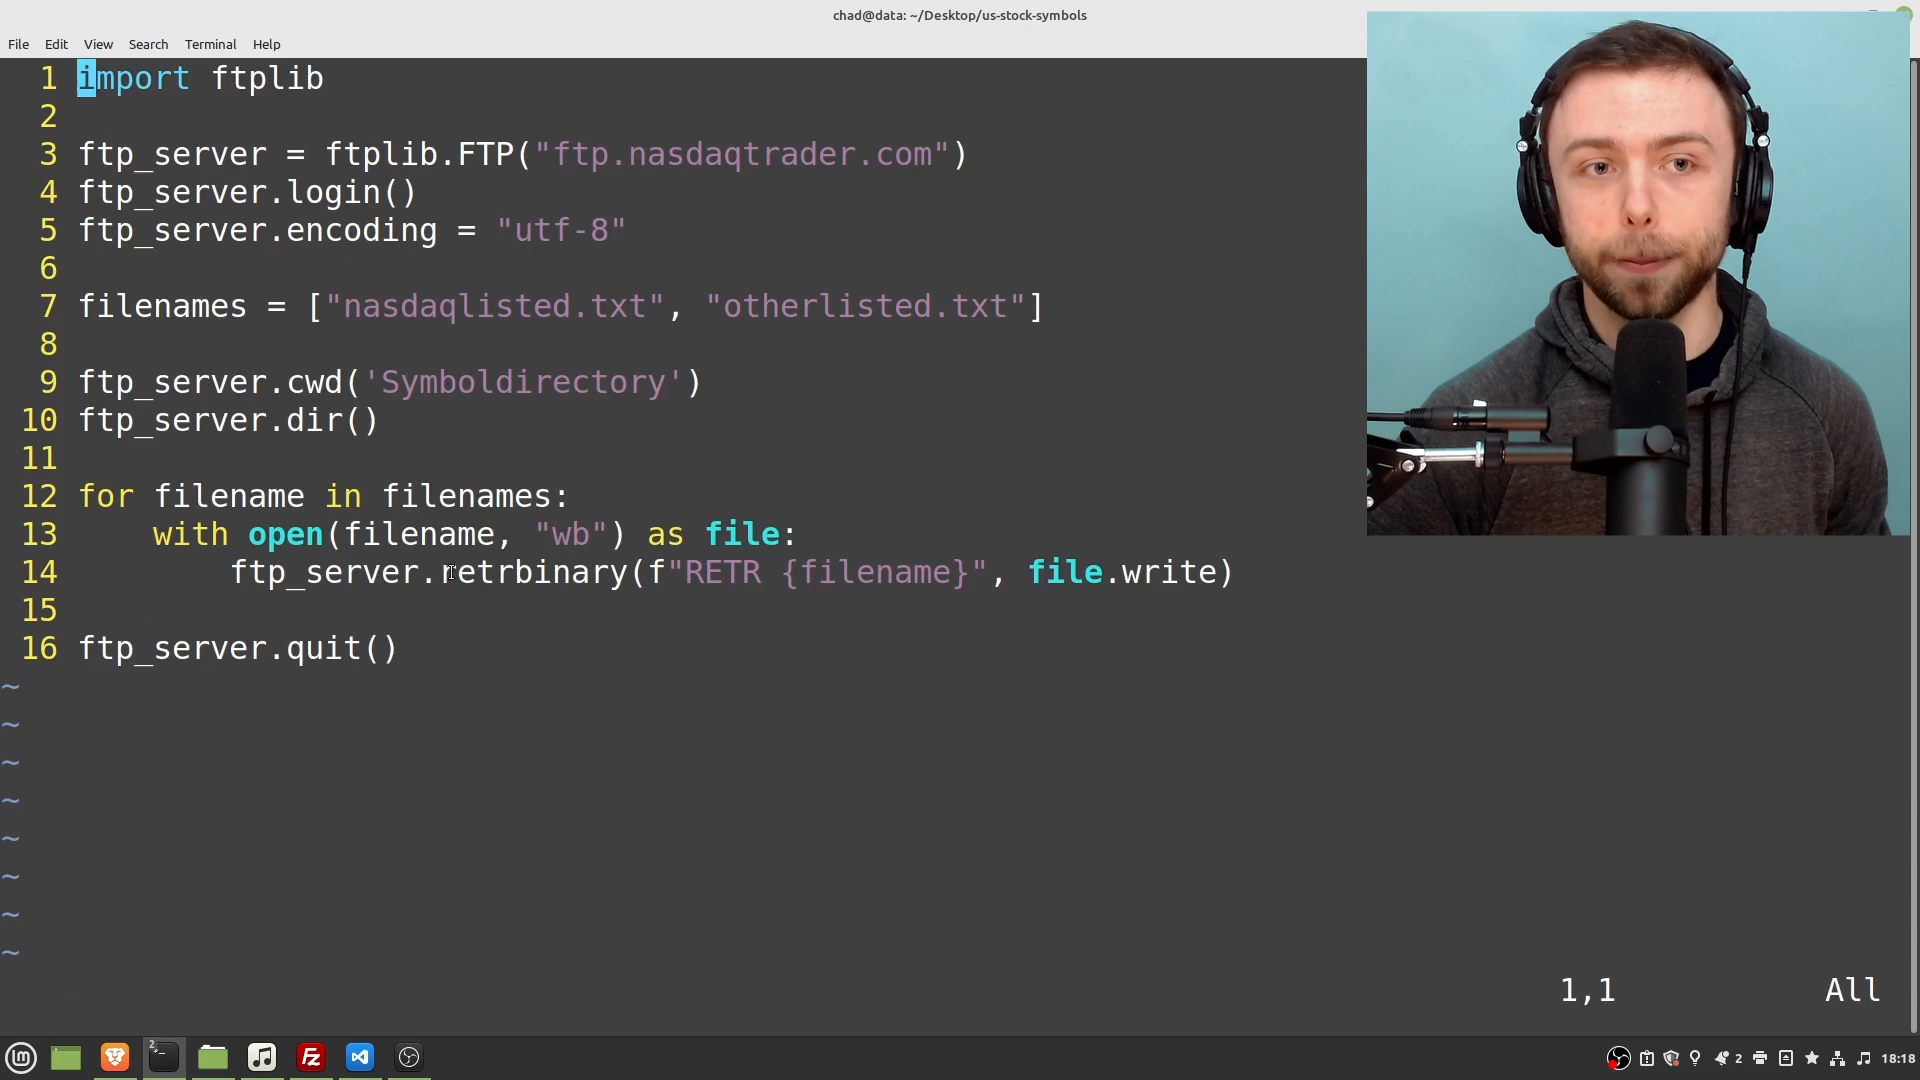 chad@data: ~/Desktop/us-stock-symbols
File Edit View Search Terminal Help
1 import ftplib
2
3 ftp_server = ftplib.FTP("ftp.nasdaqtrader.com")
4 ftp_server.login()
5 ftp_server.encoding = "utf-8"
6
7 filenames = ["nasdaqlisted.txt", "otherlisted.txt"]
8
9 ftp_server.cwd('Symboldirectory')
10 ftp_server.dir()
11
12 for filename in filenames:
13     with open(filename, "wb") as file:
14         ftp_server.retrbinary(f"RETR {filename}", file.write)
15
16 ftp_server.quit()
~
~
~
~
~
~
~
~
1,1 All
2 Fz 2 18:18